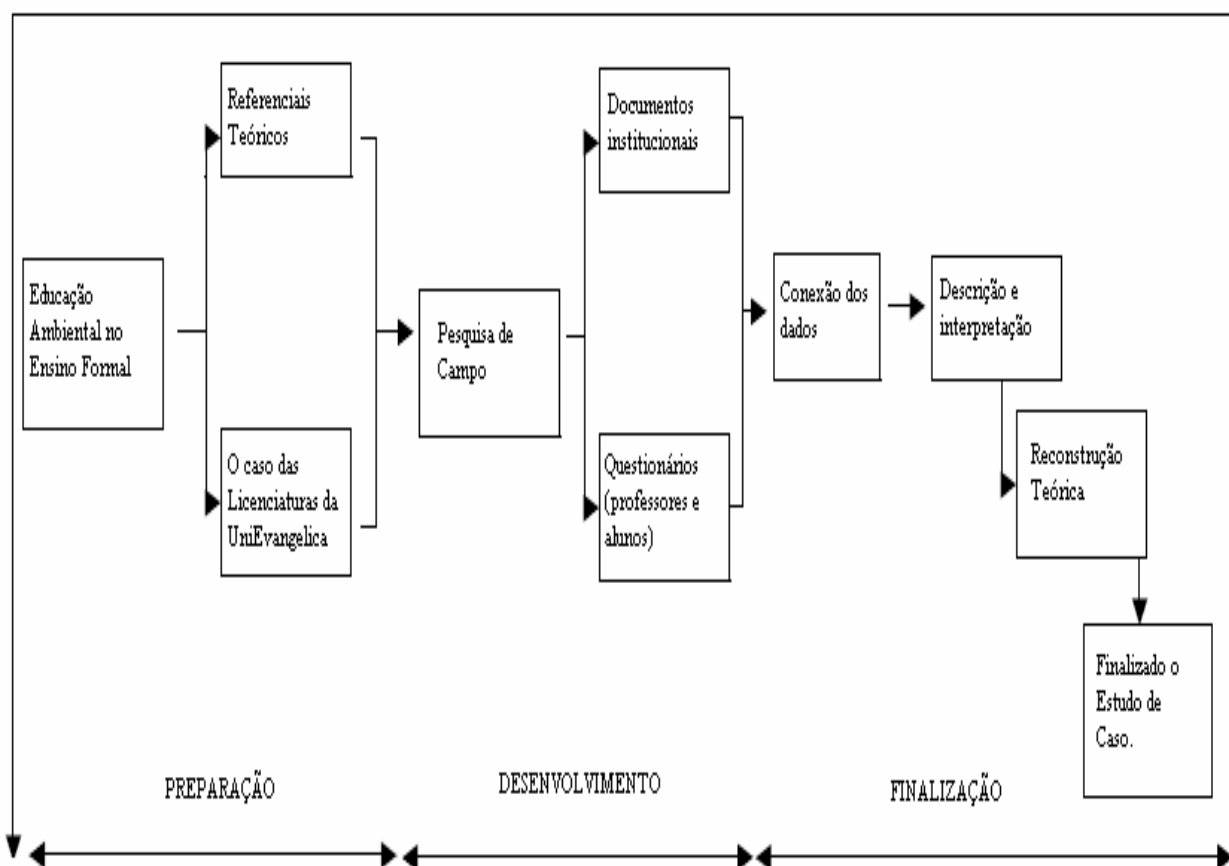 Educação
Ambiental no
Ensino Formal
Referenciais
Teóricos
O caso das
Licenciaturas da
UniEvangelica
Pesquisa de
Campo
Documentos
institucionais
Questionários
(professores e
alunos)
Conexão dos
dados
Descrição e
interpretação
Reconstrução
Teórica
Finalizado o
Estudo de
Caso.
PREPARAÇÃO
DESENVOLVIMENTO
FINALIZAÇÃO